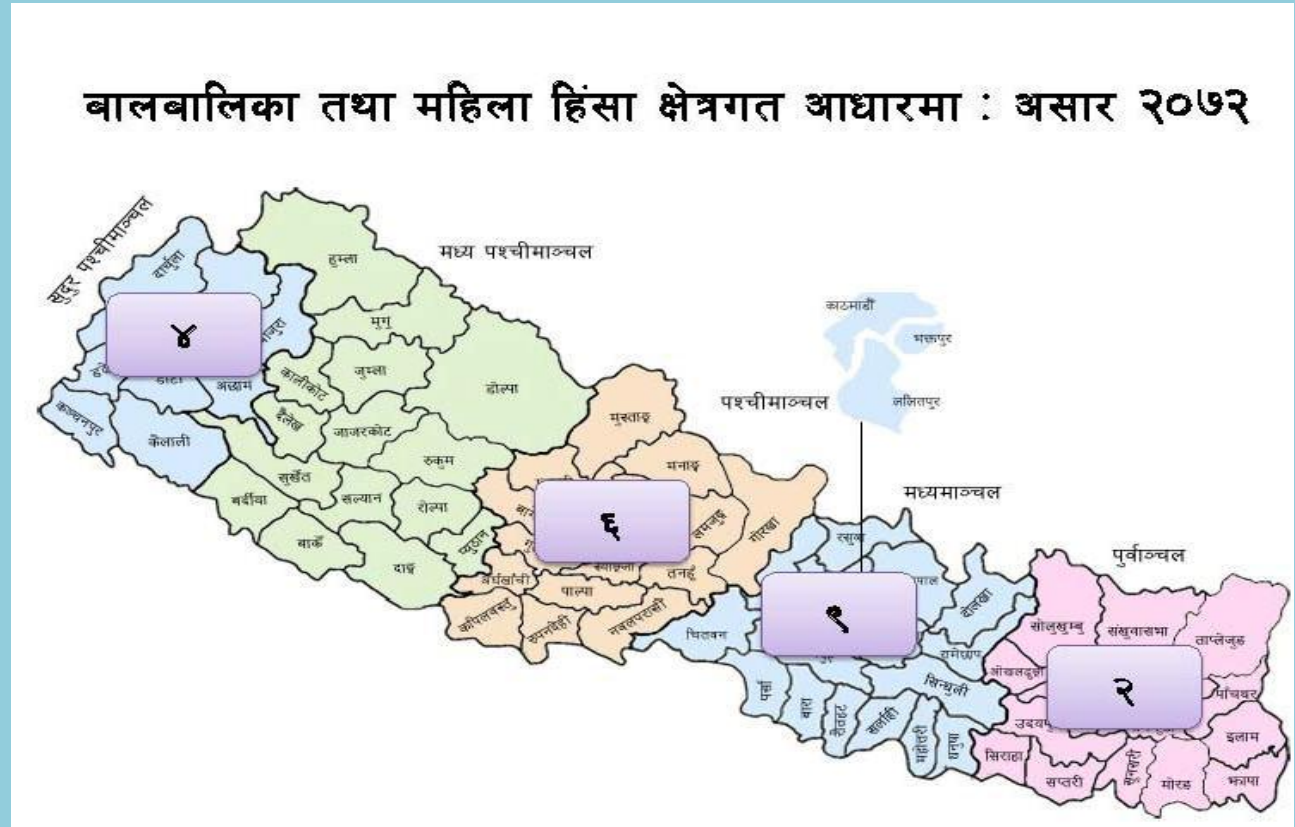 बालबालिका तथा महिला हिंसा क्षेत्रगत आधारमा : असार २०७२
सुदुर पश्चीमाञ्चल
मध्य पश्चीमाञ्चल
पश्चीमाञ्चल
मध्यमाञ्चल
पुर्वाञ्चल
काठमाडौं
भक्तपुर
ललितपुर
दार्चुला
४
अछाम
कञ्चनपुर
कैलाली
हुम्ला
मुगु
कालीकोट
जुम्ला
डोल्पा
दैलेख
जाजरकोट
रुकुम
सुर्खेत
सल्यान
रोल्पा
बर्दीया
बाकें
दाङ्ग
प्युठान
मुस्ताङ्ग
मनाङ्ग
६
लमजुङ्ग
गोरखा
तनहुँ
अर्घखाँची
पाल्पा
कपिलवस्तु
रुपनदेही
नवलपरासी
रसुवा
दोलखा
९
चितवन
रामेछाप
सिन्धुली
पर्सा
बारा
रौतहट
सर्लाही
महोत्तरी
धनुषा
सोलुखुम्बु
संखुवासभा
ताप्लेजुङ
२
पाँचथर
इलाम
सिराहा
सप्तरी
सुनसरी
मोरङ
झापा